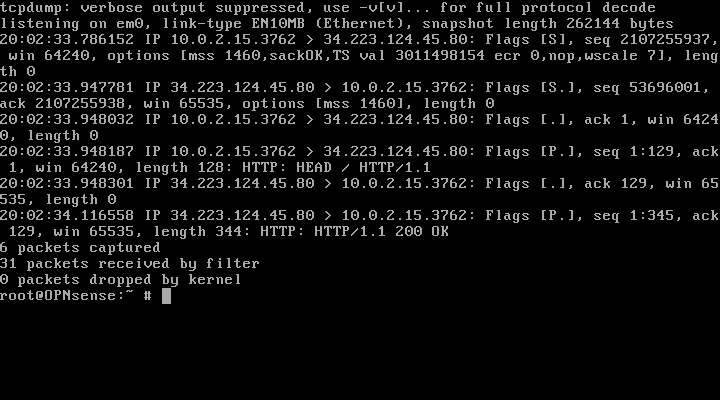 tcpdump: verbose output suppressed, use -v[v]... for full protocol decode
listening on em0, link-type EN10MB (Ethernet), snapshot length 262144 bytes
20:02:33.786152 IP 10.0.2.15.3762 > 34.223.124.45.80: Flags [S], seq 2107255937,
 win 64240, options [mss 1460,sackOK,TS val 3011498154 ecr 0,nop,wscale 7], leng
th 0
20:02:33.947781 IP 34.223.124.45.80 > 10.0.2.15.3762: Flags [S.], seq 53696001,
ack 2107255938, win 65535, options [mss 1460], length 0
20:02:33.948032 IP 10.0.2.15.3762 > 34.223.124.45.80: Flags [.], ack 1, win 6424
0, length 0
20:02:33.948187 IP 10.0.2.15.3762 > 34.223.124.45.80: Flags [P.], seq 1:129, ack
 1, win 64240, length 128: HTTP: HEAD / HTTP/1.1
20:02:33.948301 IP 34.223.124.45.80 > 10.0.2.15.3762: Flags [.], ack 129, win 65
535, length 0
20:02:34.116558 IP 34.223.124.45.80 > 10.0.2.15.3762: Flags [P.], seq 1:345, ack
 129, win 65535, length 344: HTTP: HTTP/1.1 200 OK
6 packets captured
31 packets received by filter
0 packets dropped by kernel
root@OPNsense:~ #